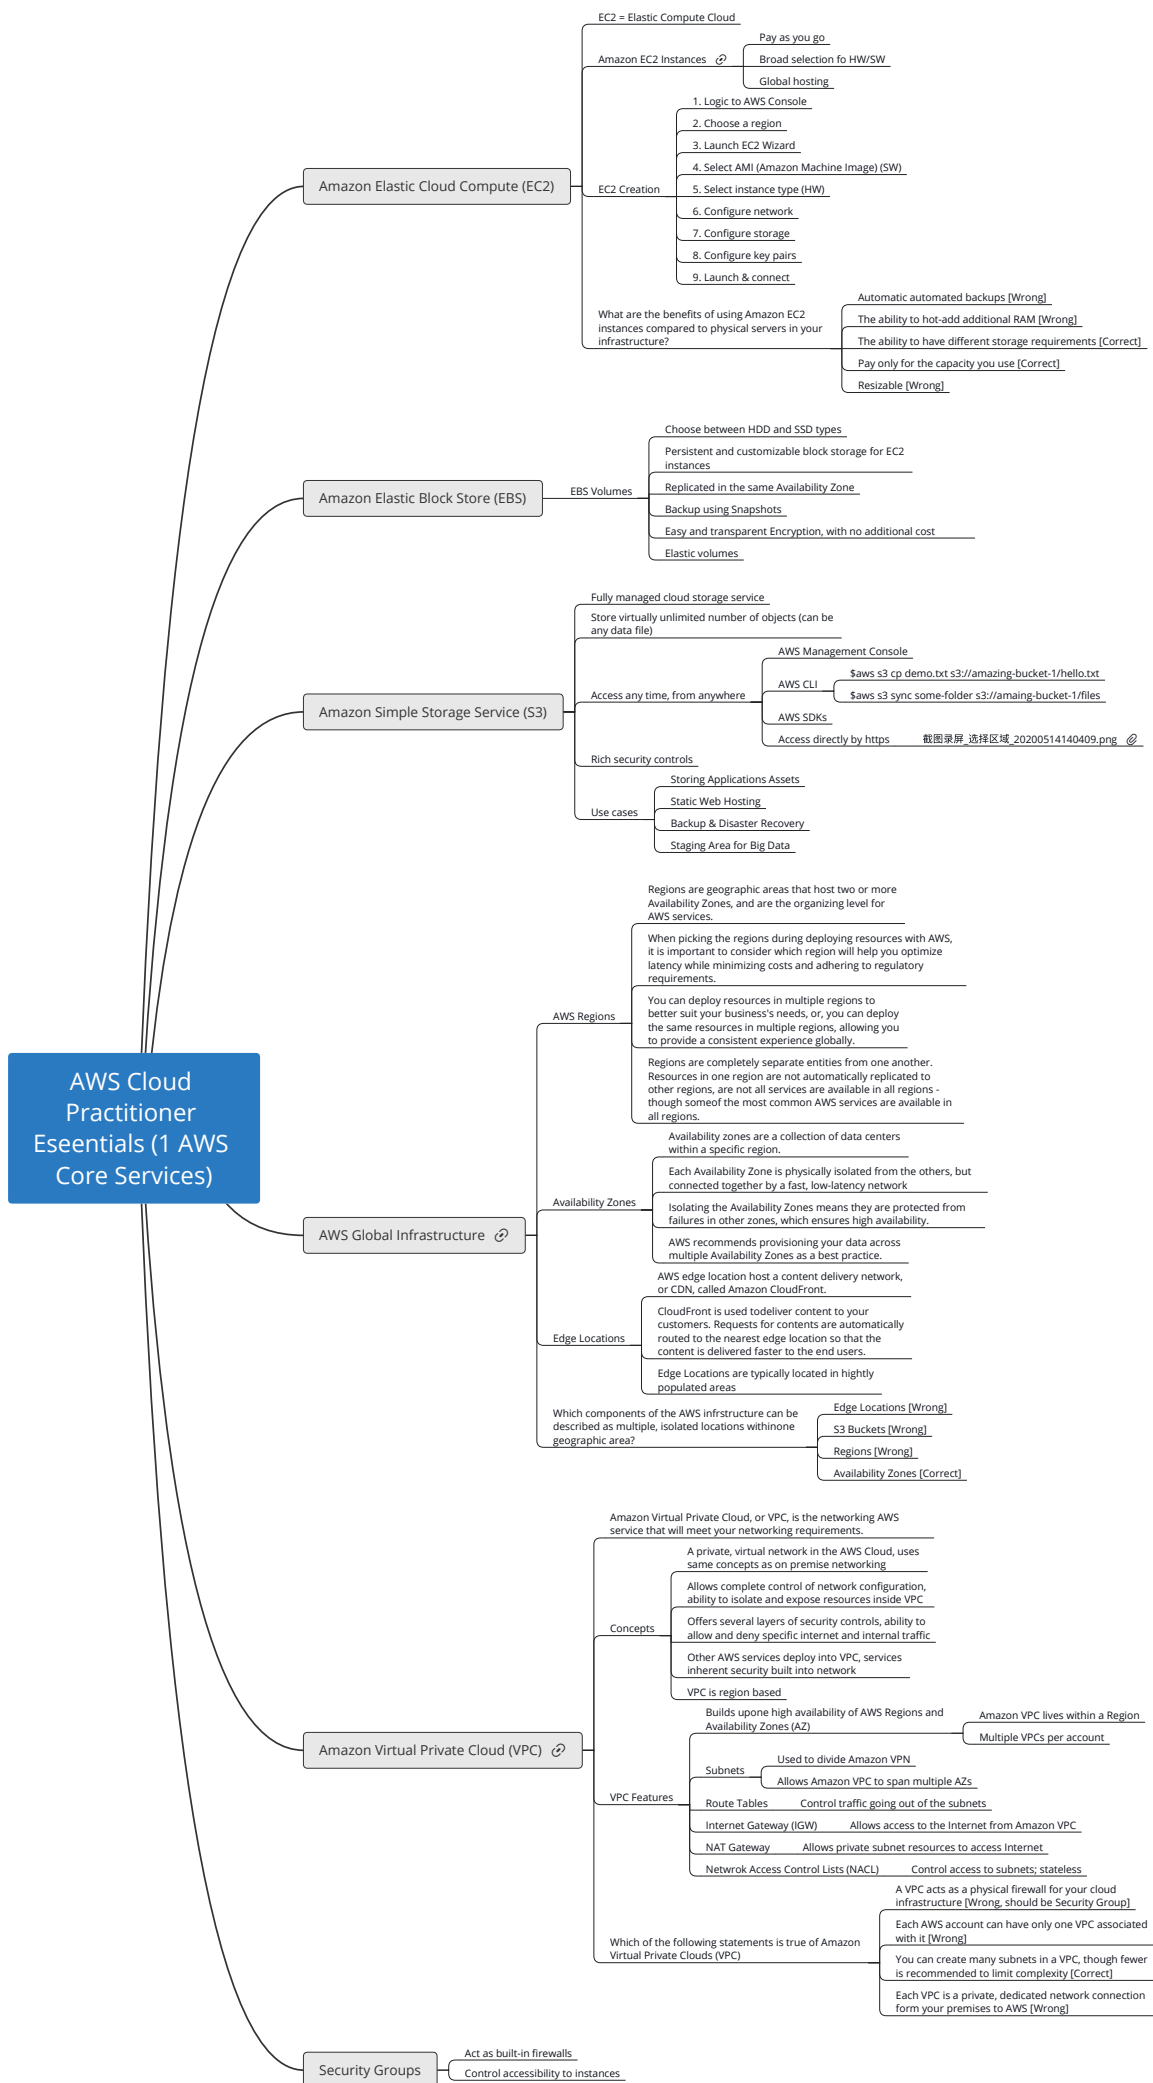 AWS Cloud
Practitioner
Eseentials (1 AWS
Core Services)
Amazon Elastic Cloud Compute (EC2)
EC2 = Elastic Compute Cloud
Amazon EC2 Instances
Pay as you go
Broad selection fo HW/SW
Global hosting
EC2 Creation
1. Logic to AWS Console
2. Choose a region
3. Launch EC2 Wizard
4. Select AMI (Amazon Machine Image) (SW)
5. Select instance type (HW)
6. Configure network
7. Configure storage
8. Configure key pairs
9. Launch & connect
What are the benefits of using Amazon EC2
instances compared to physical servers in your
infrastructure?
Automatic automated backups [Wrong]
The ability to hot-add additional RAM [Wrong]
The ability to have different storage requirements [Correct]
Pay only for the capacity you use [Correct]
Resizable [Wrong]
Amazon Elastic Block Store (EBS)
EBS Volumes
Choose between HDD and SSD types
Persistent and customizable block storage for EC2
instances
Replicated in the same Availability Zone
Backup using Snapshots
Easy and transparent Encryption, with no additional cost
Elastic volumes
Amazon Simple Storage Service (S3)
Fully managed cloud storage service
Store virtually unlimited number of objects (can be
any data file)
Access any time, from anywhere
AWS Management Console
AWS CLI
$aws s3 cp demo.txt s3://amazing-bucket-1/hello.txt
$aws s3 sync some-folder s3://amaing-bucket-1/files
AWS SDKs
Access directly by https
截图录屏_选择区域_20200514140409.png
Rich security controls
Use cases
Storing Applications Assets
Static Web Hosting
Backup & Disaster Recovery
Staging Area for Big Data
AWS Global Infrastructure
AWS Regions
Regions are geographic areas that host two or more
Availability Zones, and are the organizing level for
AWS services.
When picking the regions during deploying resources with AWS,
it is important to consider which region will help you optimize
latency while minimizing costs and adhering to regulatory
requirements.
You can deploy resources in multiple regions to
better suit your business's needs, or, you can deploy
the same resources in multiple regions, allowing you
to provide a consistent experience globally.
Regions are completely separate entities from one another.
Resources in one region are not automatically replicated to
other regions, are not all services are available in all regions -
though someof the most common AWS services are available in
all regions.
Availability Zones
Availability zones are a collection of data centers
within a specific region.
Each Availability Zone is physically isolated from the others, but
connected together by a fast, low-latency network
Isolating the Availability Zones means they are protected from
failures in other zones, which ensures high availability.
AWS recommends provisioning your data across
multiple Availability Zones as a best practice.
Edge Locations
AWS edge location host a content delivery network,
or CDN, called Amazon CloudFront.
CloudFront is used todeliver content to your
customers. Requests for contents are automatically
routed to the nearest edge location so that the
content is delivered faster to the end users.
Edge Locations are typically located in hightly
populated areas
Which components of the AWS infrstructure can be
described as multiple, isolated locations withinone
geographic area?
Edge Locations [Wrong]
S3 Buckets [Wrong]
Regions [Wrong]
Availability Zones [Correct]
Amazon Virtual Private Cloud (VPC)
Amazon Virtual Private Cloud, or VPC, is the networking AWS
service that will meet your networking requirements.
Concepts
A private, virtual network in the AWS Cloud, uses
same concepts as on premise networking
Allows complete control of network configuration,
ability to isolate and expose resources inside VPC
Offers several layers of security controls, ability to
allow and deny specific internet and internal traffic
Other AWS services deploy into VPC, services
inherent security built into network
VPC is region based
VPC Features
Builds upone high availability of AWS Regions and
Availability Zones (AZ)
Amazon VPC lives within a Region
Multiple VPCs per account
Subnets
Used to divide Amazon VPN
Allows Amazon VPC to span multiple AZs
Route Tables
Control traffic going out of the subnets
Internet Gateway (IGW)
Allows access to the Internet from Amazon VPC
NAT Gateway
Allows private subnet resources to access Internet
Netwrok Access Control Lists (NACL)
Control access to subnets; stateless
Which of the following statements is true of Amazon
Virtual Private Clouds (VPC)
A VPC acts as a physical firewall for your cloud
infrastructure [Wrong, should be Security Group]
Each AWS account can have only one VPC associated
with it [Wrong]
You can create many subnets in a VPC, though fewer
is recommended to limit complexity [Correct]
Each VPC is a private, dedicated network connection
form your premises to AWS [Wrong]
Security Groups
Act as built-in firewalls
Control accessibility to instances